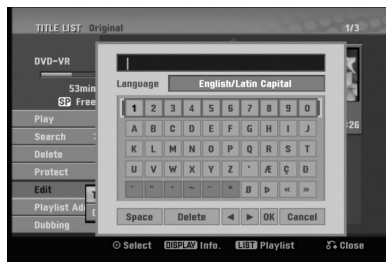 TITLE LIST Original 1/3
DVD-VR
53min
SP Free
Play
Search
Delete
Protect
Edit
Playlist Ad
Dubbing
:26
Language English/Latin Capital
1 2 3 4 5 6 7 8 9 0
A B C D E F G H I J
K L M N O P Q R S T
U V W X Y Z · Æ Ç Ð
~ ^ Ø Þ « »
Space Delete ◄ ► OK Cancel
Select DISPLAY Info. LIST Playlist Close